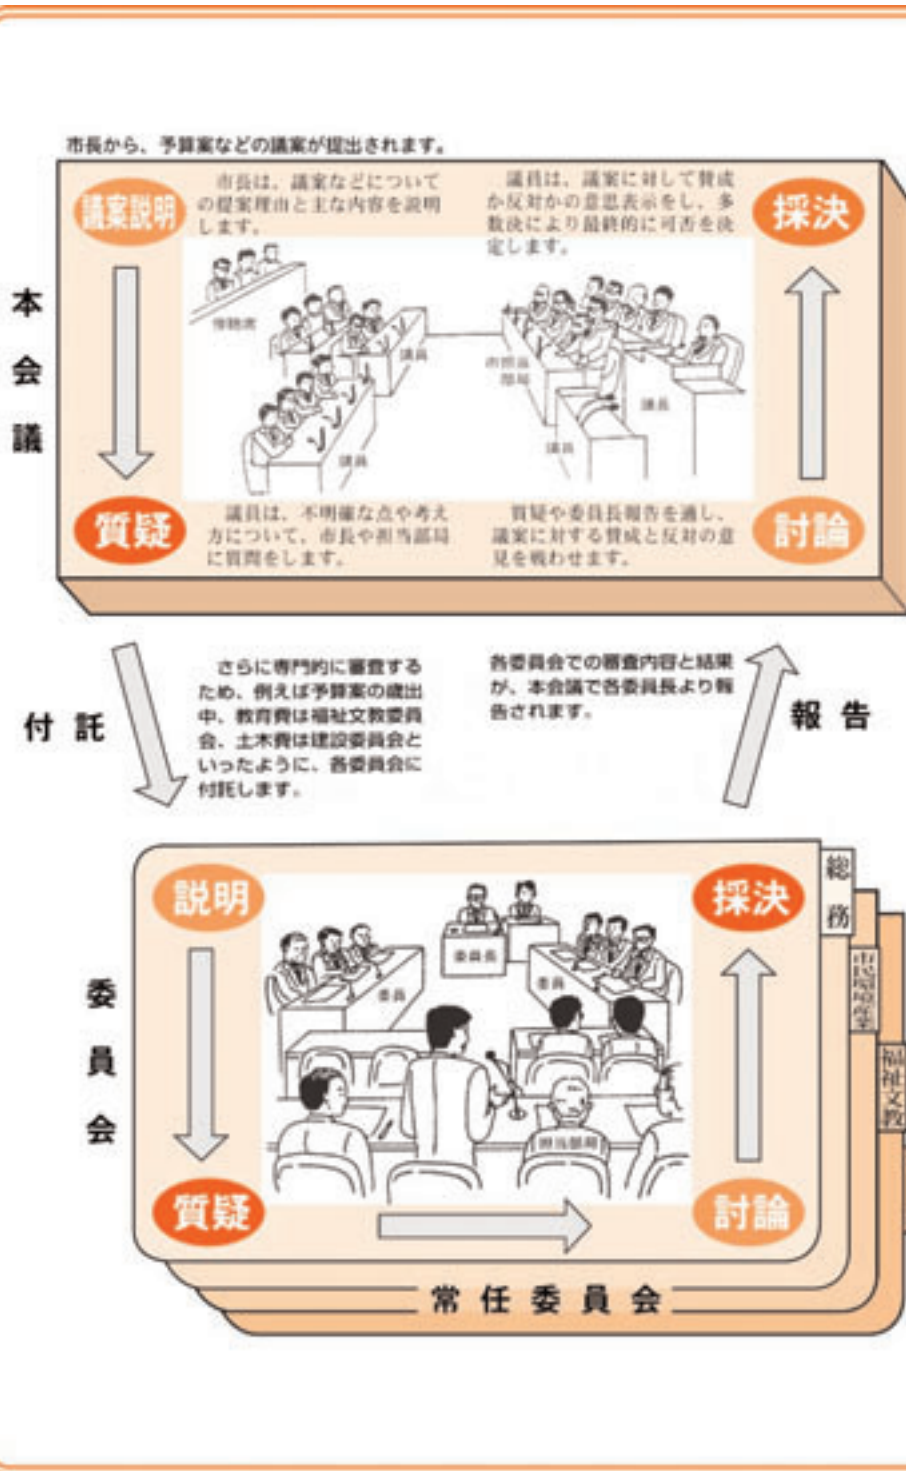 市長から、予算案などの議案が提出されます。
本会議
議案説明
市長は、議案などについて
の提案理由と主な内容を説明
します。
議員は、議案に対して賛成
か反対かの意思表示をし、多
数決により最終的に可否を決
定します。
採決
傍聴席
議員
議員
市担当
部局
議長
議員
質疑
議員は、不明確な点や考え
方について、市長や担当部局
に質問をします。
質疑や委員長報告を通し、
議案に対する賛成と反対の意
見を戦わせます。
討論
付託
さらに専門的に審査する
ため、例えば予算案の歳出
中、教育費は福祉文教委員
会、土木費は建設委員会と
いったように、各委員会に
付託します。
各委員会での審査内容と結果
が、本会議で各委員長より報
告されます。
報告
委員会
説明
採決
委員長
委員
委員
担当部局
質疑
討論
総務
市民環境産業
福祉文教
常任委員会